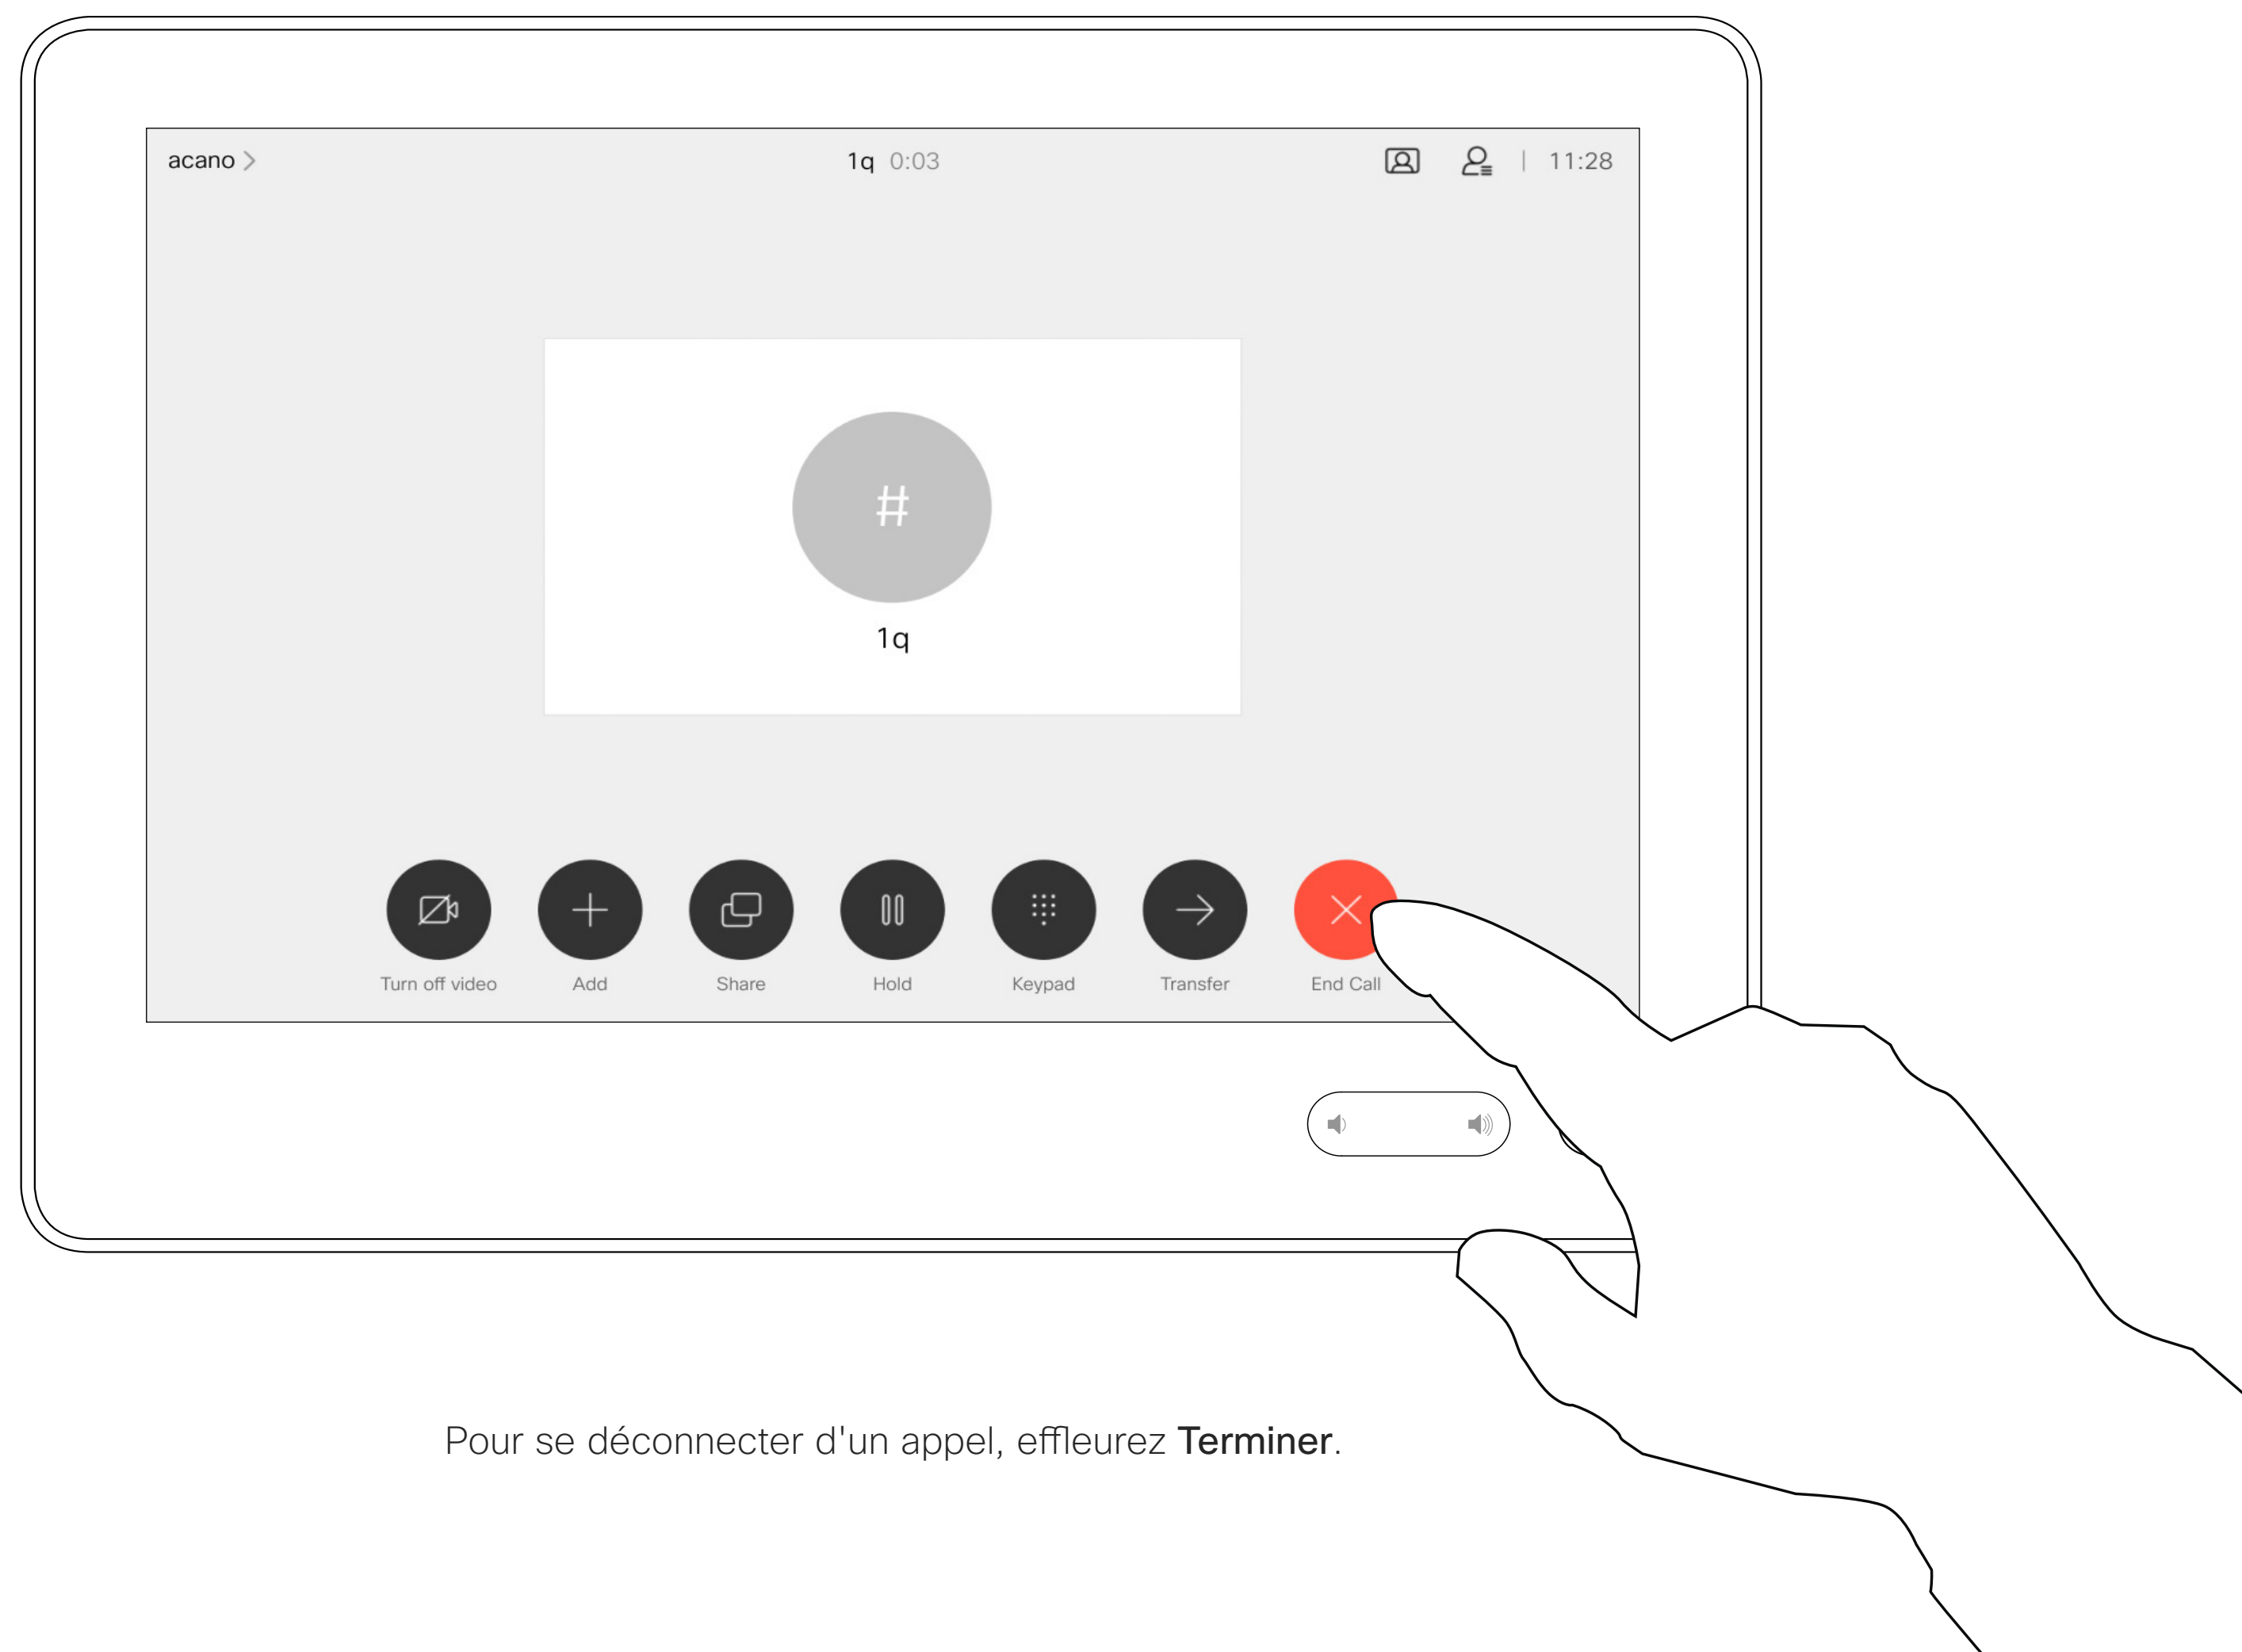 acano
1q 0:03
11:28
#
1q
Turn off video
Add
Share
Hold
Keypad
Transfer
End Call
Pour se déconnecter d'un appel, effleurez Terminer.